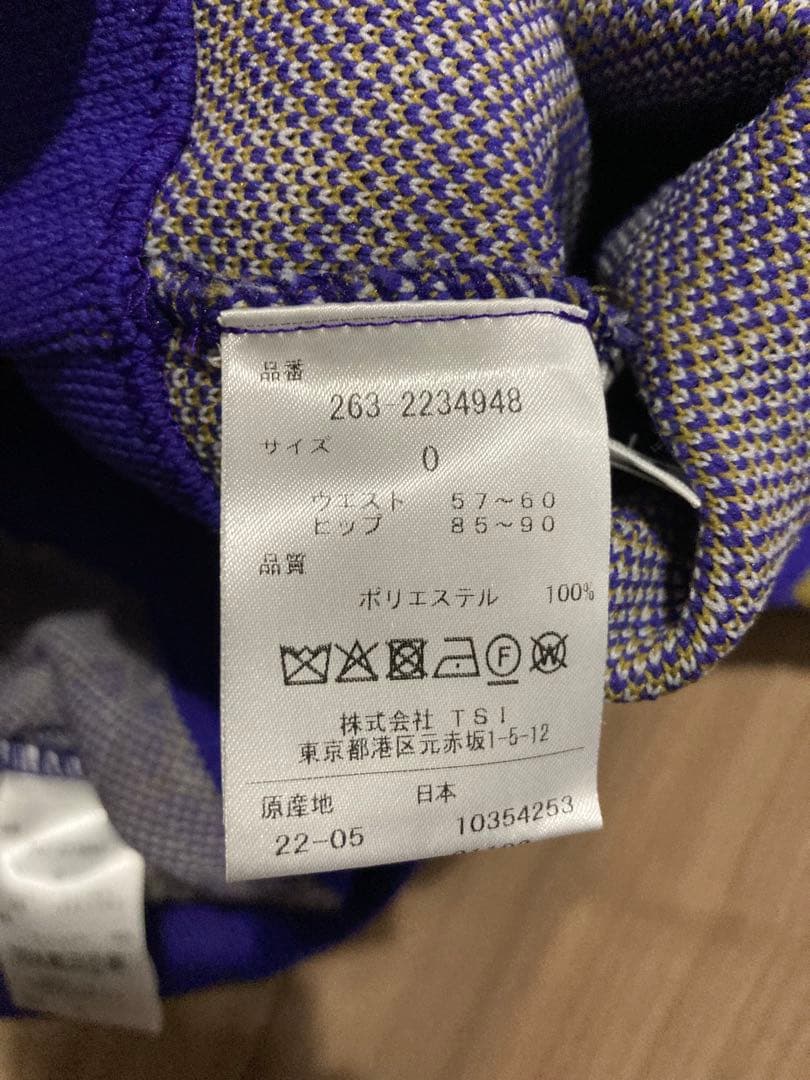 品番
263-2234948
サイズ
0
ウエスト 57～60
ヒップ 85～90
品質
ポリエステル 100%
F
W
株式会社 TSI
東京都港区元赤坂1-5-12
原産地 日本
22-05 10354253